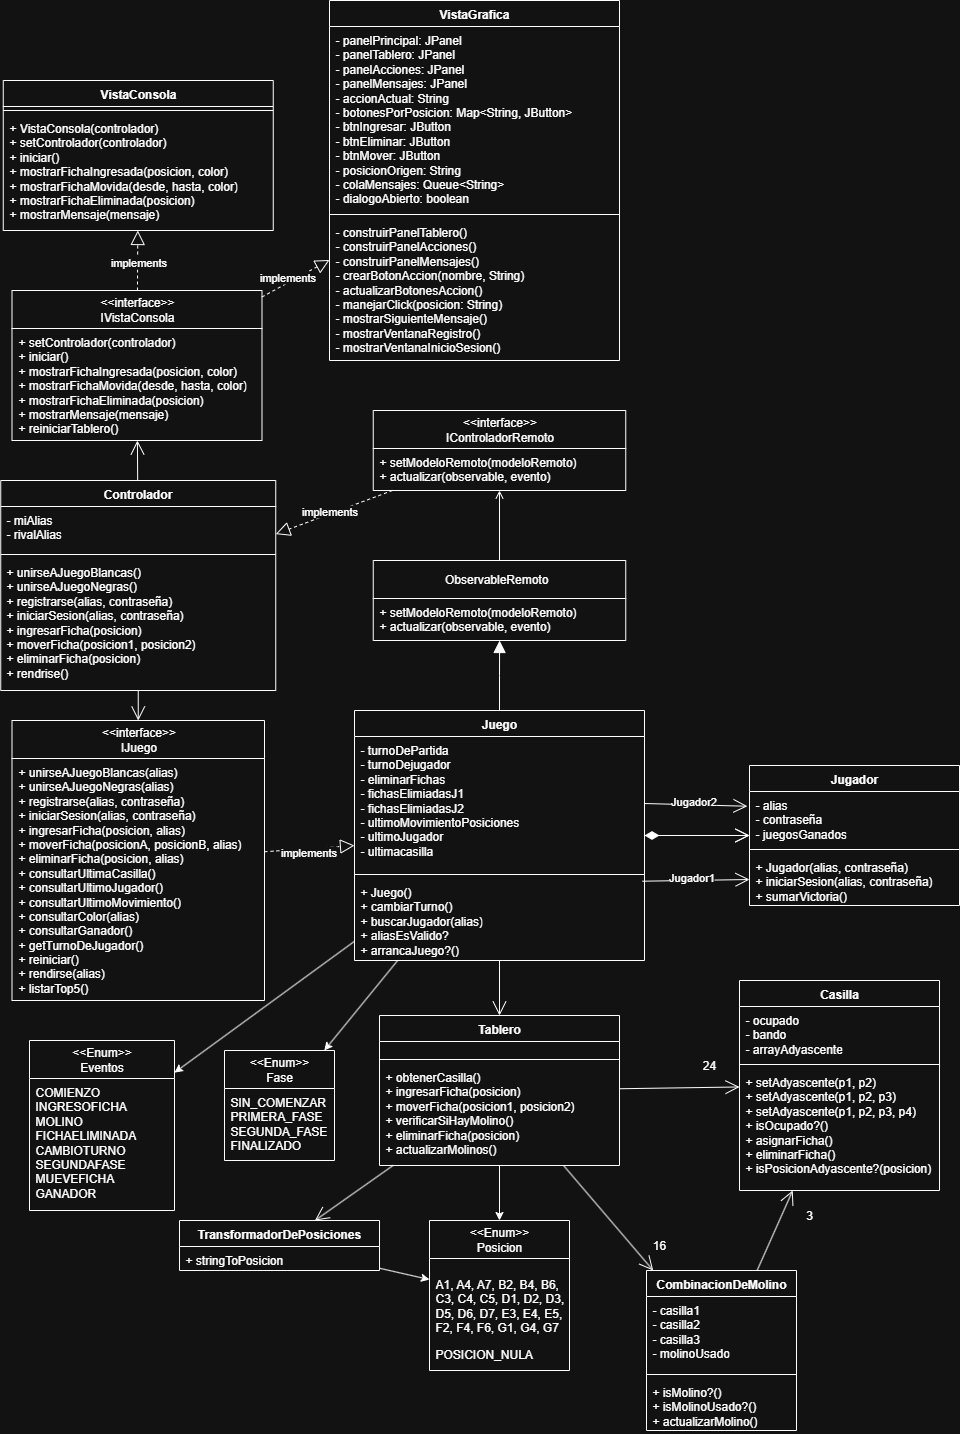 VistaGrafica
- panelPrincipal: JPanel
- panelTablero: JPanel
- panelAcciones: JPanel
- panelMensajes: JPanel
- accionActual: String
- botonesPorPosicion: Map<String, JButton>
- btnIngresar: JButton
- btnEliminar: JButton
- btnMover: JButton
- posicionOrigen: String
- colaMensajes: Queue<String>
- dialogoAbierto: boolean
- construirPanelTablero()
- construirPanelAcciones()
- construirPanelMensajes()
- crearBotonAccion(nombre, String)
- actualizarBotonesAccion()
- manejarClick(posicion: String)
- mostrarSiguienteMensaje()
- mostrarVentanaRegistro()
- mostrarVentanaInicioSesion()
VistaConsola
+ VistaConsola(controlador)
+ setControlador(controlador)
+ iniciar()
+ mostrarFichaIngresada(posicion, color)
+ mostrarFichaMovida(desde, hasta, color)
+ mostrarFichaEliminada(posicion)
+ mostrarMensaje(mensaje)
implements
implements
<<interface>>
IVistaConsola
+ setControlador(controlador)
+ iniciar()
+ mostrarFichaIngresada(posicion, color)
+ mostrarFichaMovida(desde, hasta, color)
+ mostrarFichaEliminada(posicion)
+ mostrarMensaje(mensaje)
+ reiniciarTablero()
<<interface>>
IControladorRemoto
+ setModeloRemoto(modeloRemoto)
+ actualizar(observable, evento)
implements
Controlador
- miAlias
- rivalAlias
+ unirseAJuegoBlancas()
+ unirseAJuegoNegras()
+ registrarse(alias, contraseña)
+ iniciarSesion(alias, contraseña)
+ ingresarFicha(posicion)
+ moverFicha(posicion1, posicion2)
+ eliminarFicha(posicion)
+ rendrise()
ObservableRemoto
+ setModeloRemoto(modeloRemoto)
+ actualizar(observable, evento)
<<interface>>
IJuego
+ unirseAJuegoBlancas(alias)
+ unirseAJuegoNegras(alias)
+ registrarse(alias, contraseña)
+ iniciarSesion(alias, contraseña)
+ ingresarFicha(posicion, alias)
+ moverFicha(posicionA, posicionB, alias)
+ eliminarFicha(posicion, alias)
+ consultarUltimaCasilla()
+ consultarUltimoJugador()
+ consultarUltimoMovimiento()
+ consultarColor(alias)
+ consultarGanador()
+ getTurnoDeJugador()
+ reiniciar()
+ rendirse(alias)
+ listarTop5()
implements
Juego
- turnoDePartida
- turnoDejugador
- eliminarFichas
- fichasElimiadasJ1
- fichasElimiadasJ2
- ultimoMovimientoPosiciones
- ultimoJugador
- ultimacasilla
+ Juego()
+ cambiarTurno()
+ buscarJugador(alias)
+ aliasEsValido?
+ arrancaJuego?()
Jugador2
Jugador1
Jugador
- alias
- contraseña
- juegosGanados
+ Jugador(alias, contraseña)
+ iniciarSesion(alias, contraseña)
+ sumarVictoria()
<<Enum>>
Eventos
COMIENZO
INGRESOFICHA
MOLINO
FICHAELIMINADA
CAMBIOTURNO
SEGUNDAFASE
MUEVEFICHA
GANADOR
<<Enum>>
Fase
SIN_COMENZAR
PRIMERA_FASE
SEGUNDA_FASE
FINALIZADO
Tablero
+ obtenerCasilla()
+ ingresarFicha(posicion)
+ moverFicha(posicion1, posicion2)
+ verificarSiHayMolino()
+ eliminarFicha(posicion)
+ actualizarMolinos()
24
Casilla
- ocupado
- bando
- arrayAdyascente
+ setAdyascente(p1, p2)
+ setAdyascente(p1, p2, p3)
+ setAdyascente(p1, p2, p3, p4)
+ isOcupado?()
+ asignarFicha()
+ eliminarFicha()
+ isPosicionAdyascente?(posicion)
3
16
TransformadorDePosiciones
+ stringToPosicion
<<Enum>>
Posicion
A1, A4, A7, B2, B4, B6,
C3, C4, C5, D1, D2, D3,
D5, D6, D7, E3, E4, E5,
F2, F4, F6, G1, G4, G7
POSICION_NULA
CombinacionDeMolino
- casilla1
- casilla2
- casilla3
- molinoUsado
+ isMolino?()
+ isMolinoUsado?()
+ actualizarMolino()